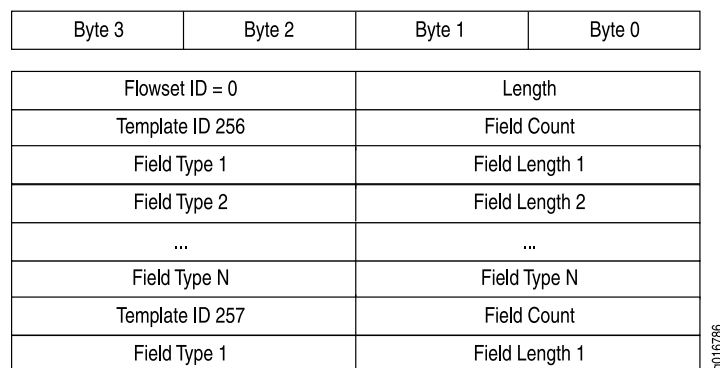 Byte 3 Byte 2 Byte 1 Byte 0
Flowset ID = 0 Length
Template ID 256 Field Count
Field Type 1 Field Length 1
Field Type 2 Field Length 2
... ...
Field Type N Field Type N
Template ID 257 Field Count
Field Type 1 Field Length 1